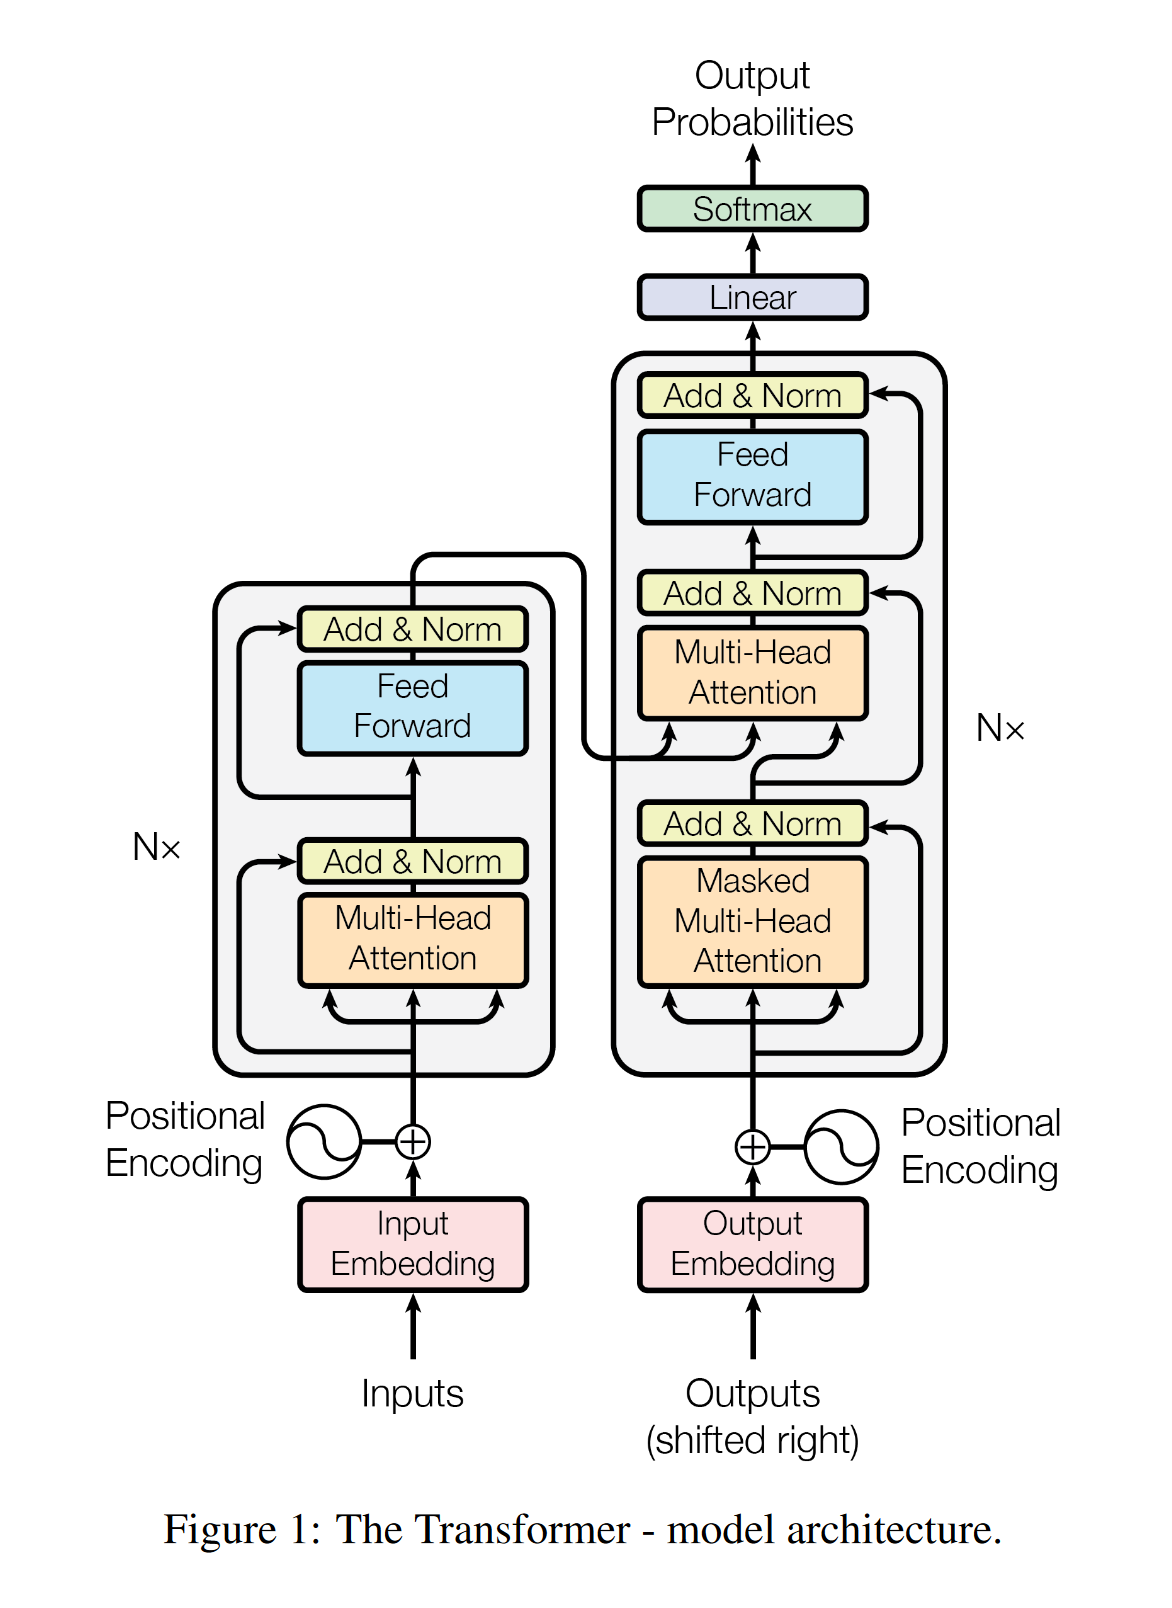 Output
Probabilities
Softmax
Linear
Add & Norm
Feed
Forward
Add & Norm
Multi-Head
Attention
Add & Norm
Masked
Multi-Head
Attention
Nx
Add & Norm
Feed
Forward
Add & Norm
Multi-Head
Attention
N×
Positional
Encoding
Positional
Encoding
Input
Embedding
Output
Embedding
Inputs
Outputs
(shifted right)
Figure 1: The Transformer - model architecture.